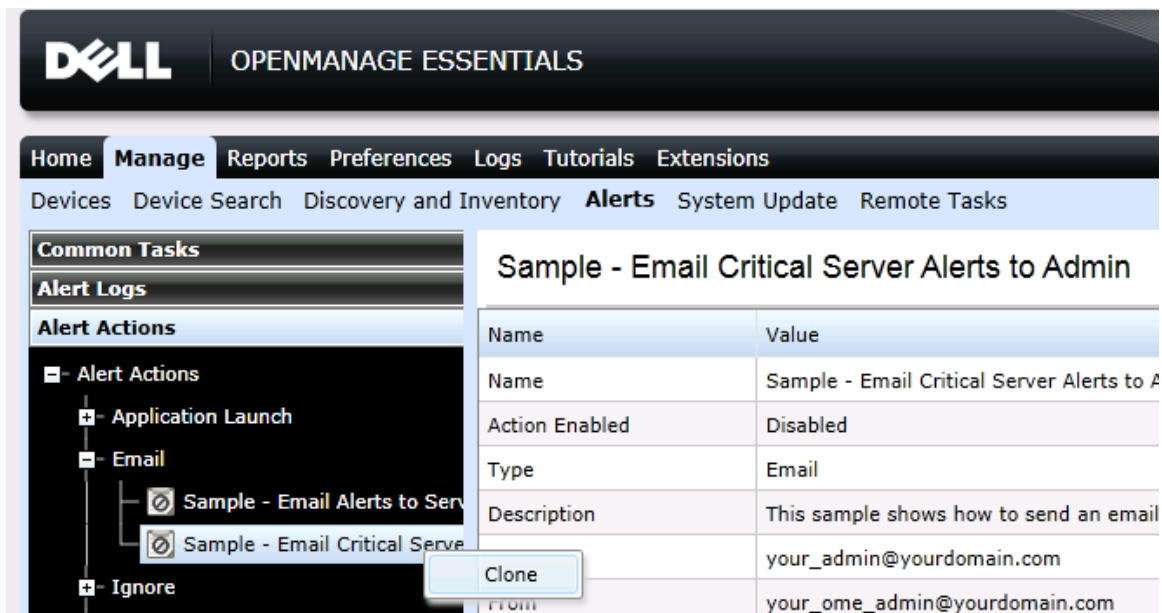 DELL OPENMANAGE ESSENTIALS
Home Manage Reports Preferences Logs Tutorials Extensions
Devices Device Search Discovery and Inventory Alerts System Update Remote Tasks
Common Tasks
Alert Logs
Alert Actions
Alert Actions
Application Launch
Email
Sample - Email Alerts to Serv
Sample - Email Critical Serve
Clone
Ignore
Sample - Email Critical Server Alerts to Admin
Name Value
Name Sample - Email Critical Server Alerts to A
Action Enabled Disabled
Type Email
Description This sample shows how to send an email
your_admin@yourdomain.com
From your_ome_admin@yourdomain.com